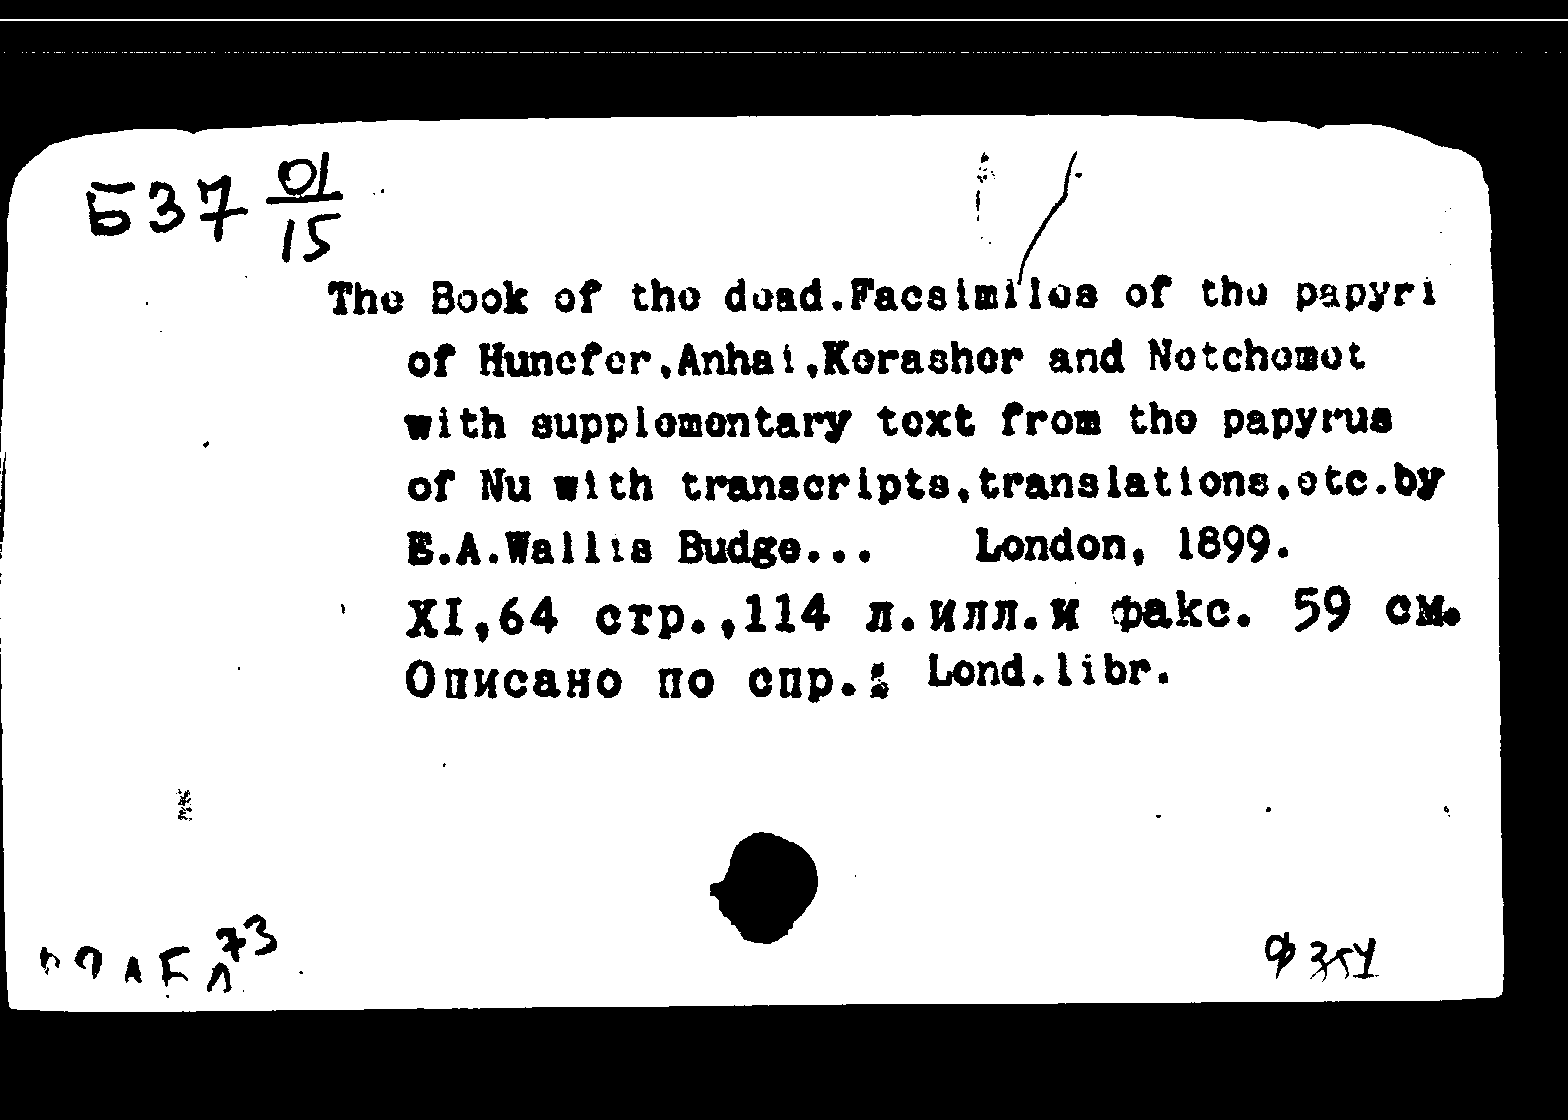 Б37 01/15
The Book of the dead.Facsimiles of the papyri
of Hunefer,Anhai,Kerasher and Netchemet
with supplementary text from the papyrus
of Nu with transcripts,translations,etc.by
E.A.Wallis Budge... London, 1899.
XI,64 стр.,114 л.илл.и факс. 59 см.
Описано по спр.: Lond.libr.
73